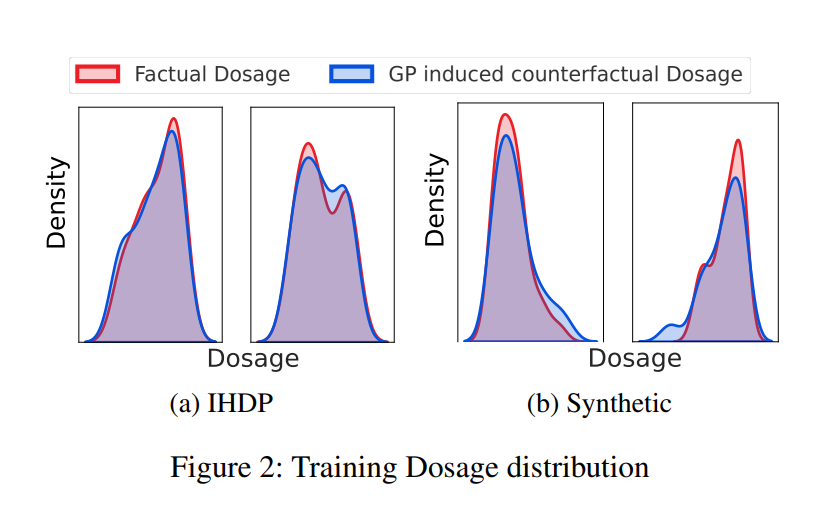 Factual Dosage
GP induced counterfactual Dosage
Density
Density
Dosage
Dosage
(a) IHDP
(b) Synthetic
Figure 2: Training Dosage distribution